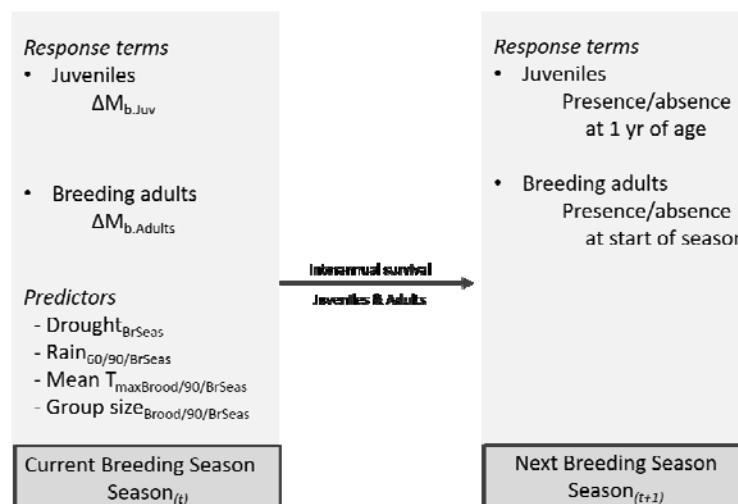 Response terms
• Juveniles
ΔMb.Juv
• Breeding adults
ΔMb.Adults
Predictors
- DroughtBrSeas
- Rain60/90/BrSeas
- Mean TmaxBrood/90/BrSeas
- Group sizeBrood/90/BrSeas
Current Breeding Season
Season(t)
Interannual survival
Juveniles & Adults
Response terms
• Juveniles
Presence/absence
at 1 yr of age
• Breeding adults
Presence/absence
at start of season
Next Breeding Season
Season(t+1)